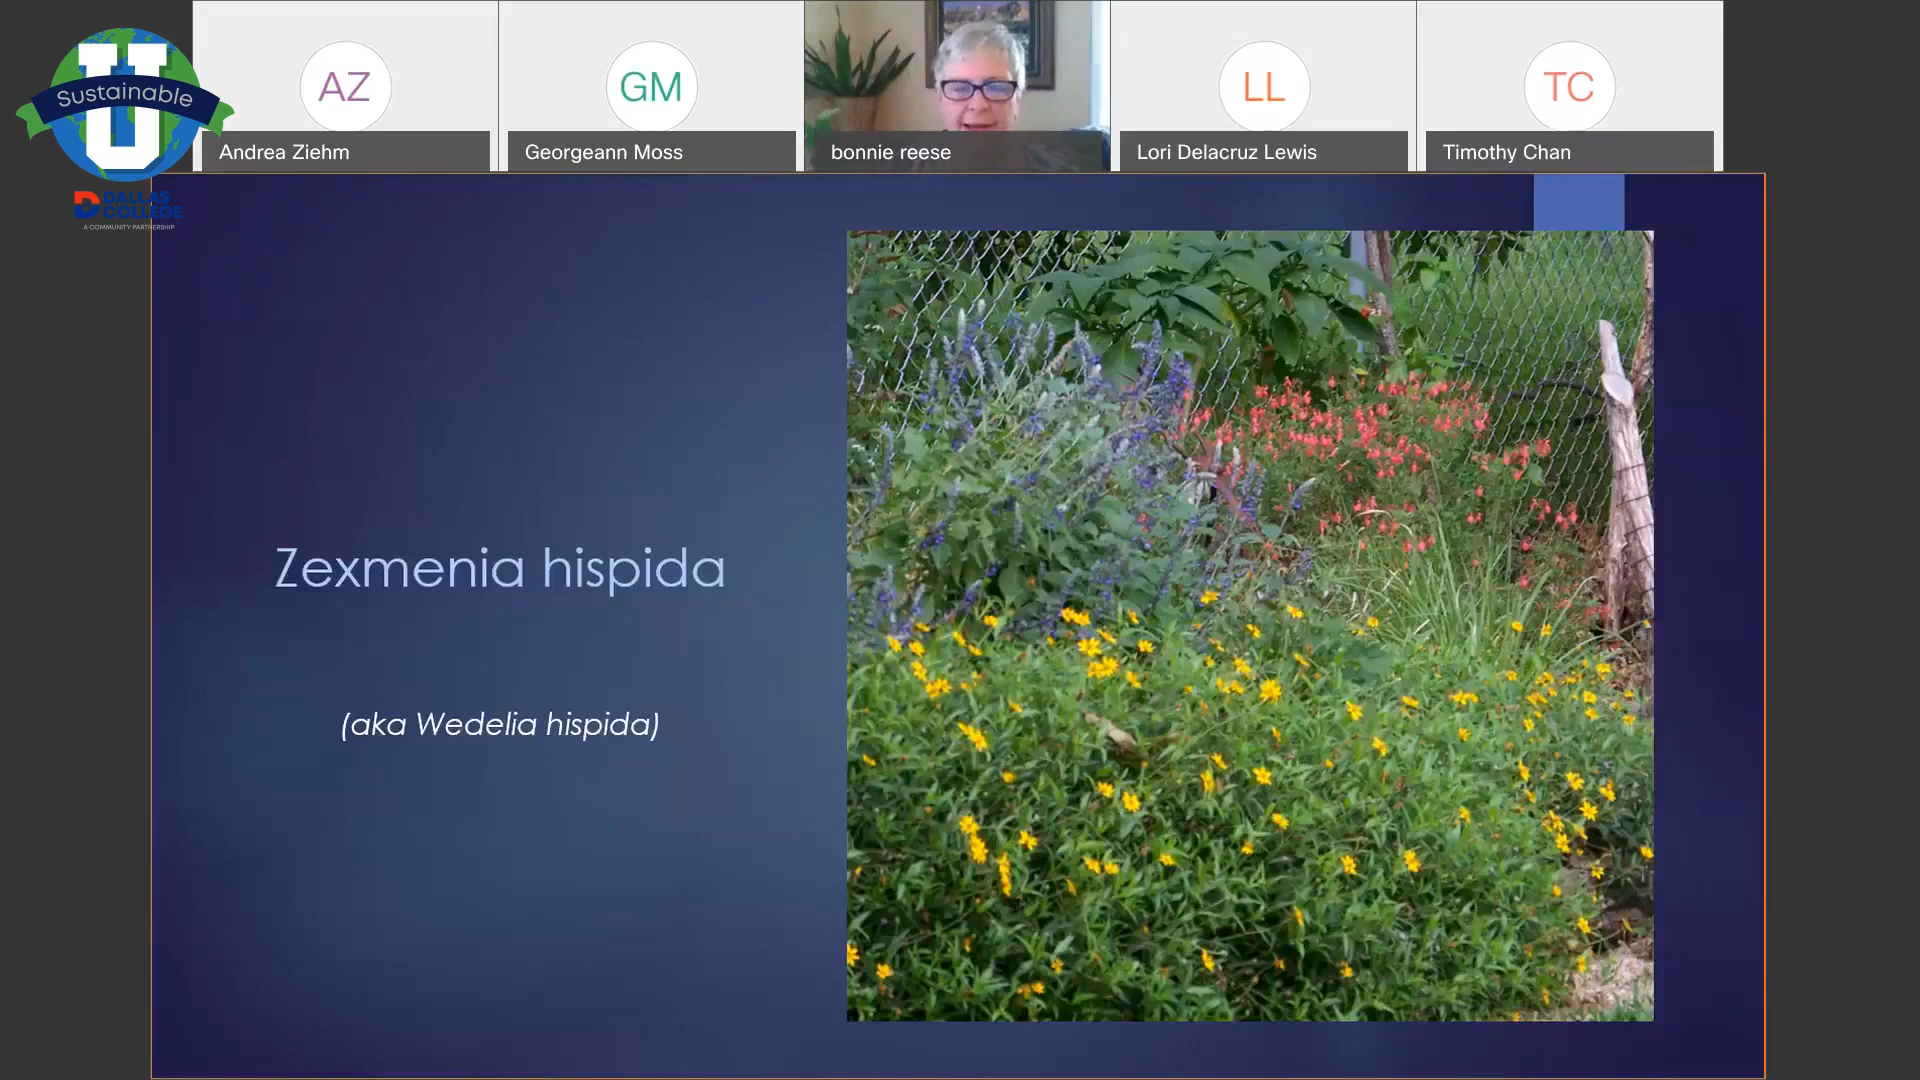 Sustainable
U
DALLAS
COLLEGE
A COMMUNITY PARTNERSHIP
AZ
Andrea Ziehm
GM
Georgeann Moss
bonnie reese
LL
Lori Delacruz Lewis
TC
Timothy Chan
Zexmenia hispida
(aka Wedelia hispida)